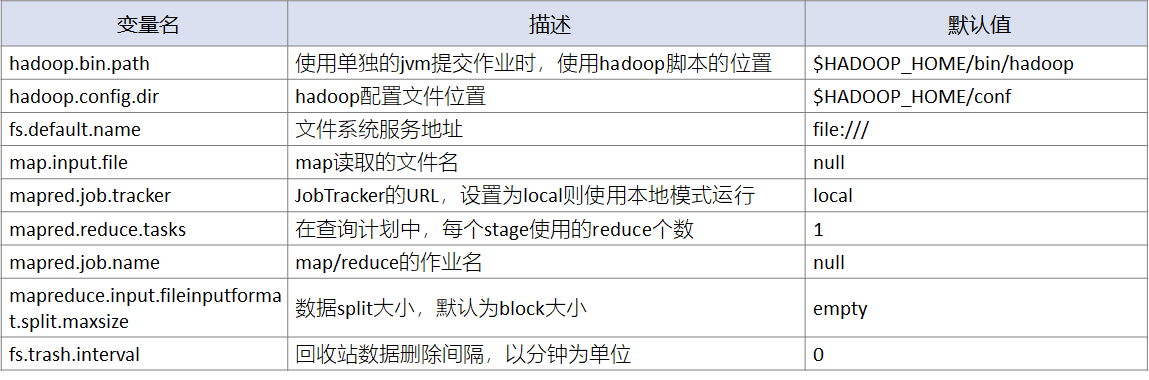 变量名 描述 默认值
hadoop.bin.path 使用单独的jvm提交作业时，使用hadoop脚本的位置 $HADOOP_HOME/bin/hadoop
hadoop.config.dir hadoop配置文件位置 $HADOOP_HOME/conf
fs.default.name 文件系统服务地址 file:///
map.input.file map读取的文件名 null
mapred.job.tracker JobTracker的URL，设置为local则使用本地模式运行 local
mapred.reduce.tasks 在查询计划中，每个stage使用的reduce个数 1
mapred.job.name map/reduce的作业名 null
mapreduce.input.fileinputforma
t.split.maxsize 数据split大小，默认为block大小 empty
fs.trash.interval 回收站数据删除间隔，以分钟为单位 0